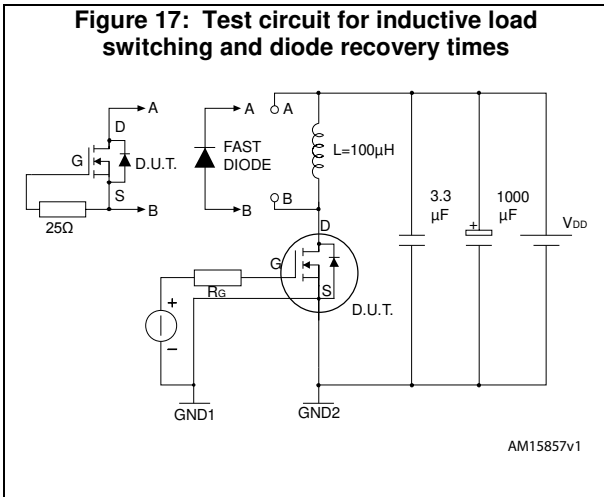 Figure 17: Test circuit for inductive load
switching and diode recovery times
A
D
G
D.U.T.
S
B
25Ω
A
FAST
DIODE
B
A
L=100µH
B
D
G
S
RG
D.U.T.
+
-
3.3
µF
+
1000
µF
VDD
GND1
GND2
AM15857v1